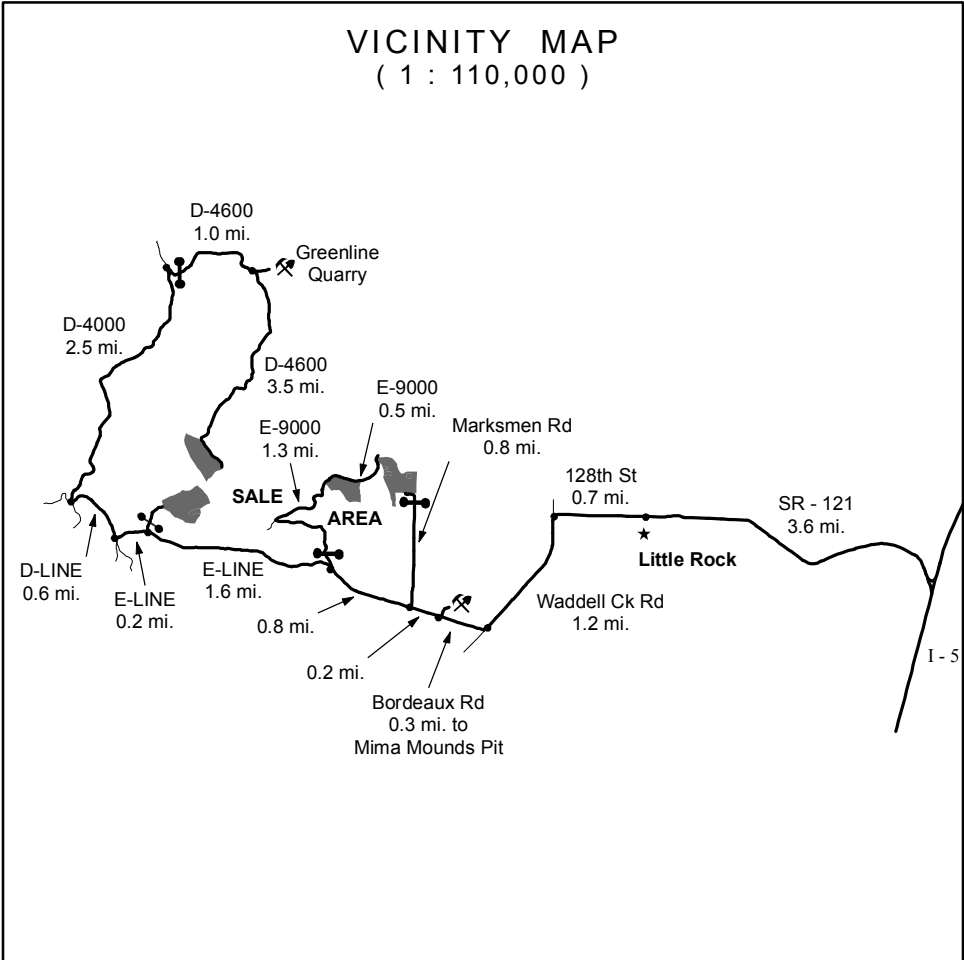 VICINITY MAP
( 1 : 110,000 )
D-4600
1.0 mi.
Greenline
Quarry
D-4000
2.5 mi.
D-4600
3.5 mi.
E-9000
0.5 mi.
E-9000
1.3 mi.
Marksmen Rd
0.8 mi.
128th St
0.7 mi.
SR - 121
3.6 mi.
SALE
AREA
Little Rock
D-LINE
0.6 mi.
E-LINE
0.2 mi.
E-LINE
1.6 mi.
0.8 mi.
Waddell Ck Rd
1.2 mi.
I - 5
0.2 mi.
Bordeaux Rd
0.3 mi. to
Mima Mounds Pit